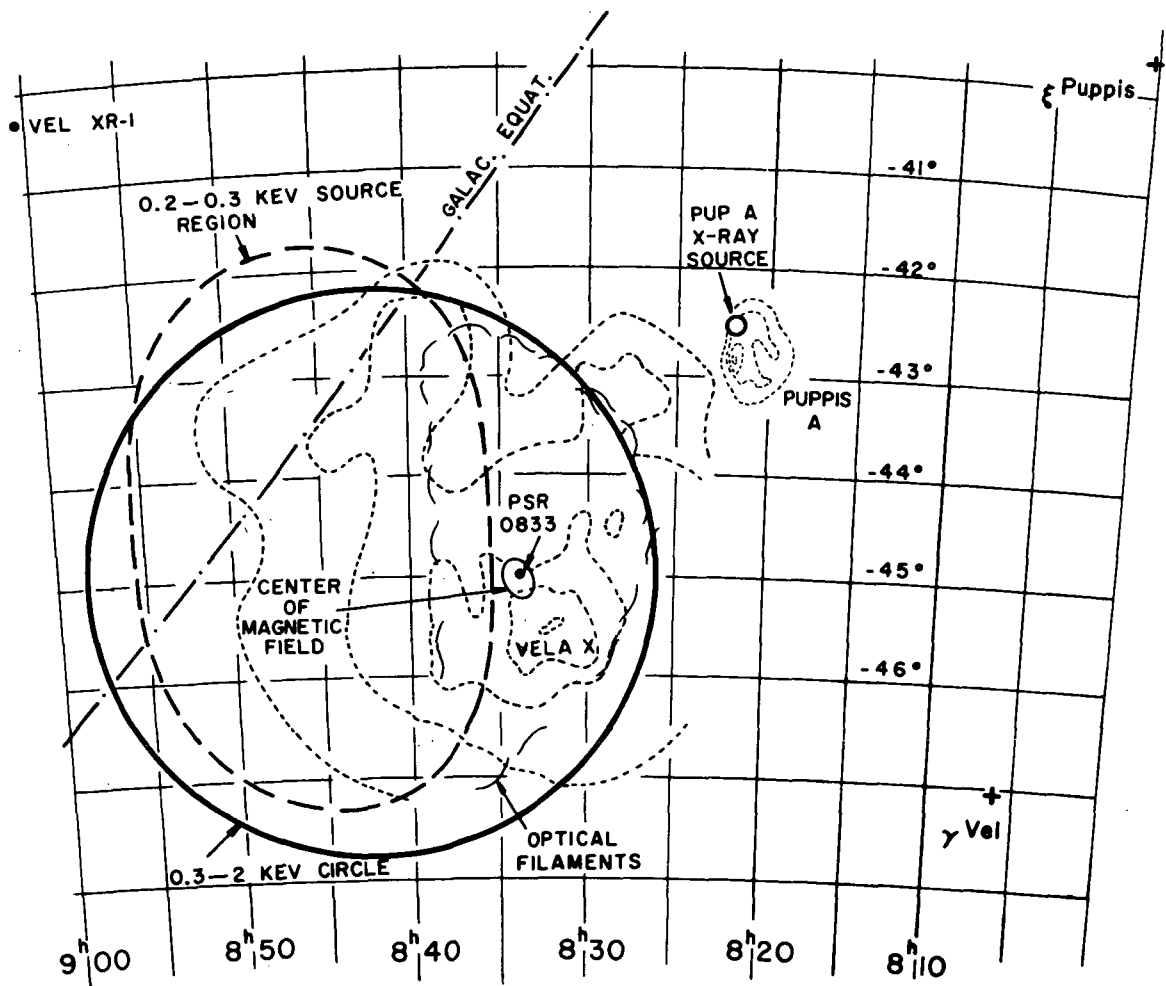 ξ Puppis
VEL XR-1
GALAC. EQUAT.
-41°
0.2-0.3 KEV SOURCE
REGION
PUP A
X-RAY
SOURCE
-42°
-43°
PUPPIS
A
-44°
PSR
0833
-45°
CENTER
OF
MAGNETIC
FIELD
VELA X
-46°
γ Vel
OPTICAL
FILAMENTS
0.3-2 KEV CIRCLE
9h00
8h50
8h40
8h30
8h20
8h10